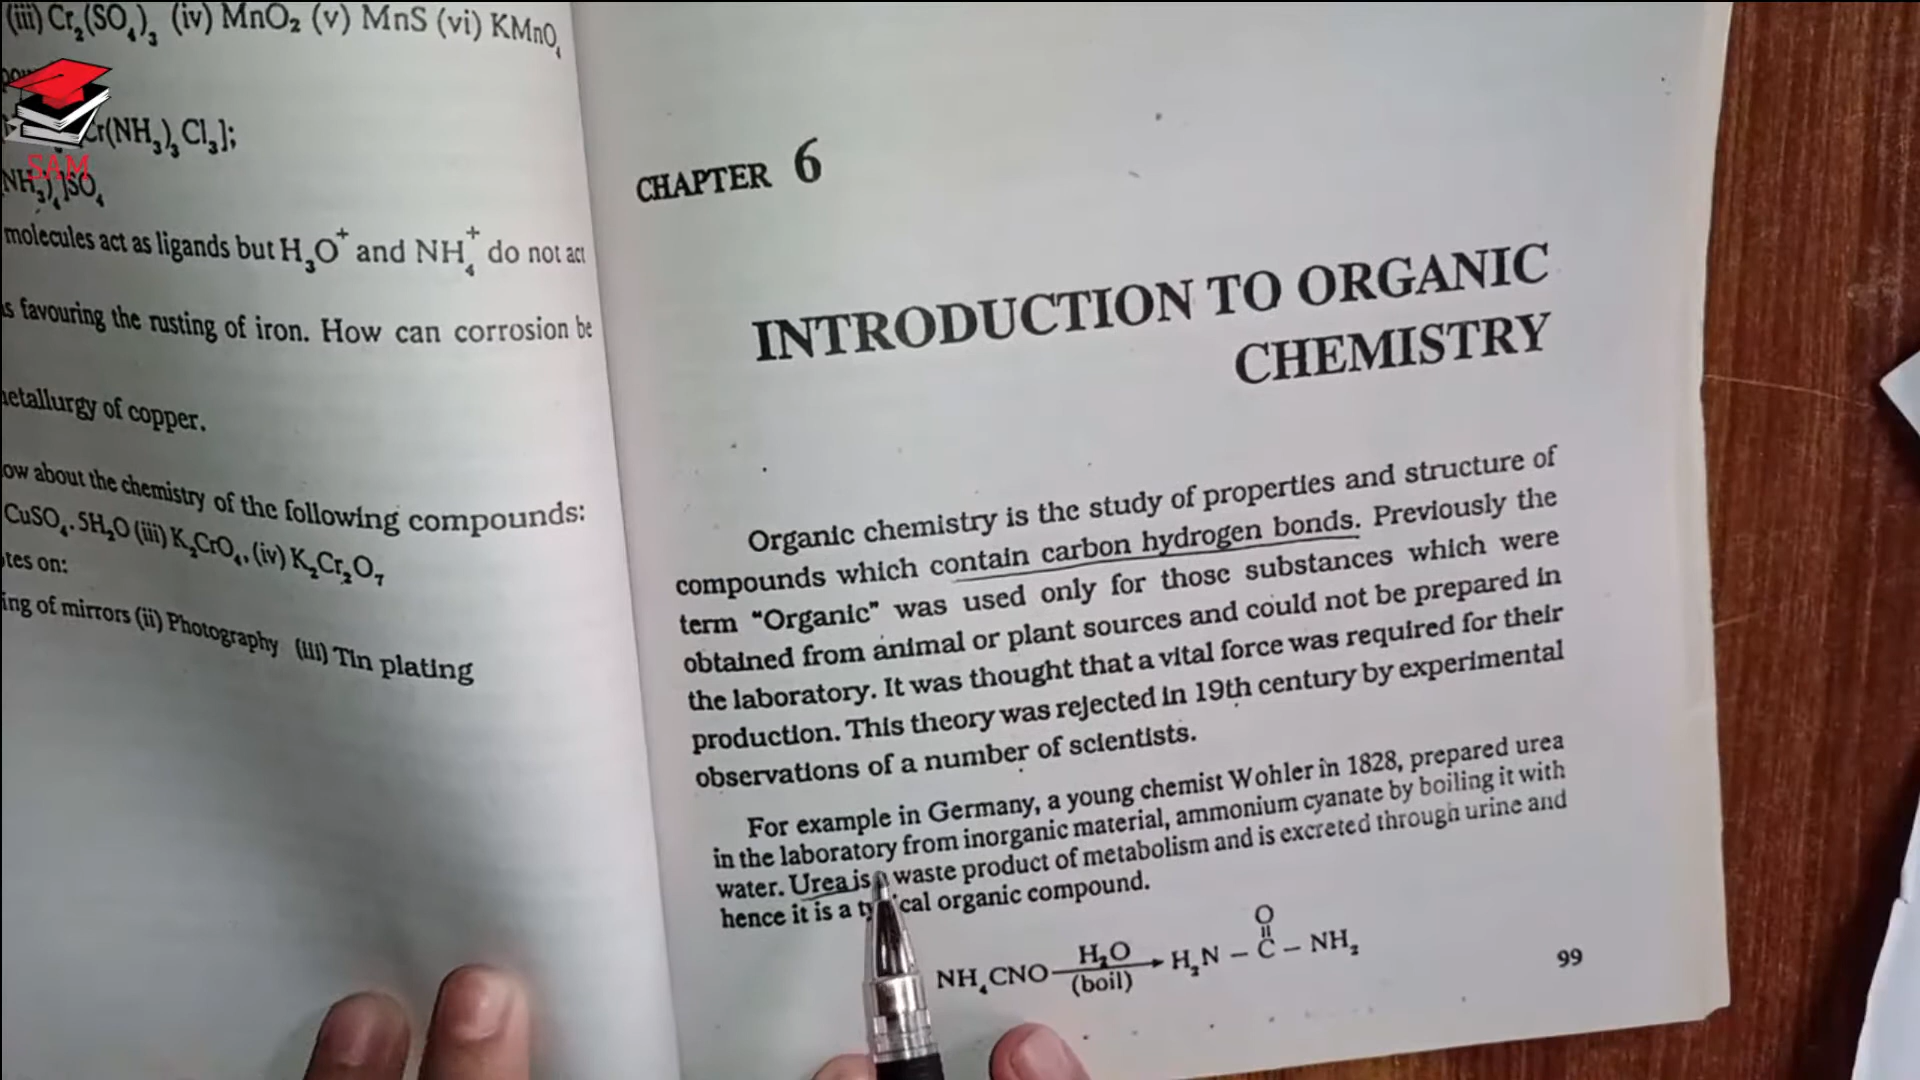 (iii) Cr₂(SO₄)₃ (iv) MnO₂ (v) MnS (vi) KMnO₄
Cr(NH₃)₃Cl₃];
SAM
NH₃)₄]SO₄
molecules act as ligands but H₃O⁺ and NH₄⁺ do not act
favouring the rusting of iron. How can corrosion be
etallurgy of copper.
ow about the chemistry of the following compounds:
CuSO₄.5H₂O (iii) K₂CrO₄, (iv) K₂Cr₂O₇
tes on:
ing of mirrors (ii) Photography (iii) Tin plating
CHAPTER 6
INTRODUCTION TO ORGANIC
CHEMISTRY
Organic chemistry is the study of properties and structure of
compounds which contain carbon hydrogen bonds. Previously the
term “Organic” was used only for those substances which were
obtained from animal or plant sources and could not be prepared in
the laboratory. It was thought that a vital force was required for their
production. This theory was rejected in 19th century by experimental
observations of a number of scientists.
For example in Germany, a young chemist Wohler in 1828, prepared urea
in the laboratory from inorganic material, ammonium cyanate by boiling it with
water. Urea is a waste product of metabolism and is excreted through urine and
hence it is a typical organic compound.
O
NH₄CNO H₂O (boil) → H₂N – C – NH₂
99